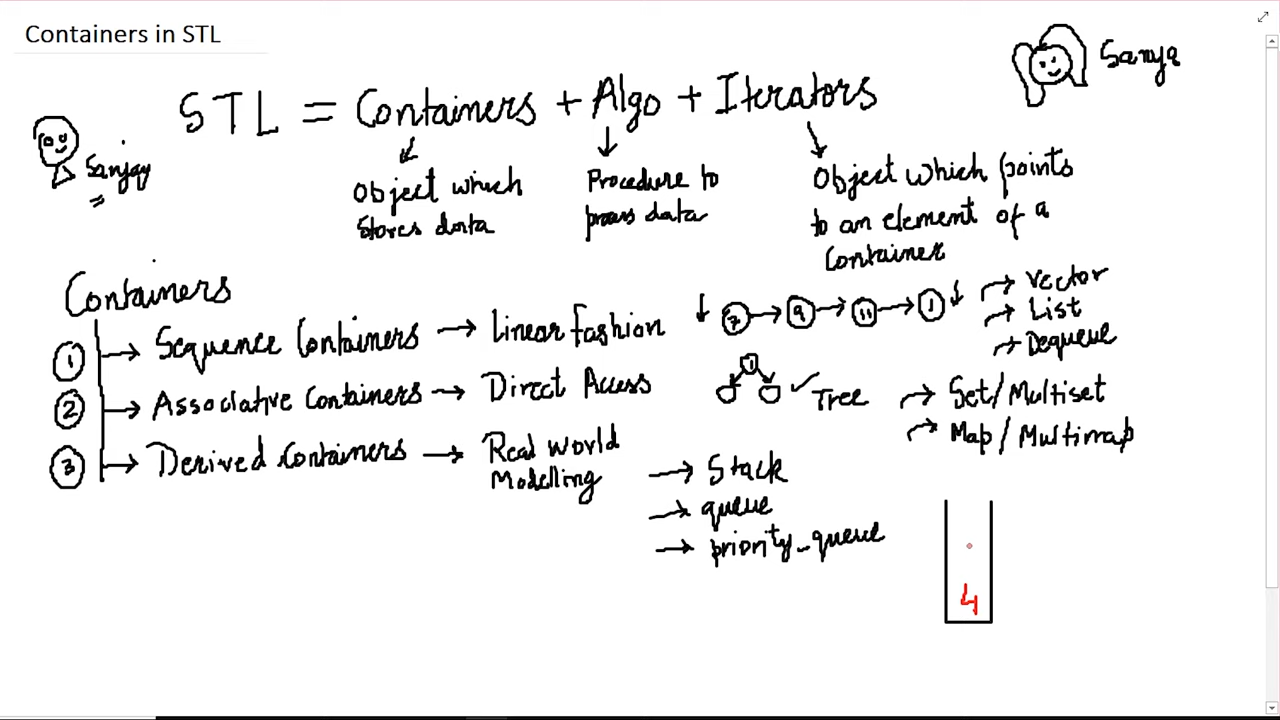 Containers in STL
Sanjay
Sanya
STL = Containers + Algo + Iterators
Object which
Stores data
Procedure to
process data
Object which points
to an element of a
Container
Containers
1 Sequence Containers → Linear Fashion
7 → 9 → 11 → 1
Vector
List
Dequeue
2 Associative Containers → Direct Access
1
Tree
Set/Multiset
Map/Multimap
3 Derived Containers → Real World
Modelling
→ Stack
→ queue
→ priority_queue
4